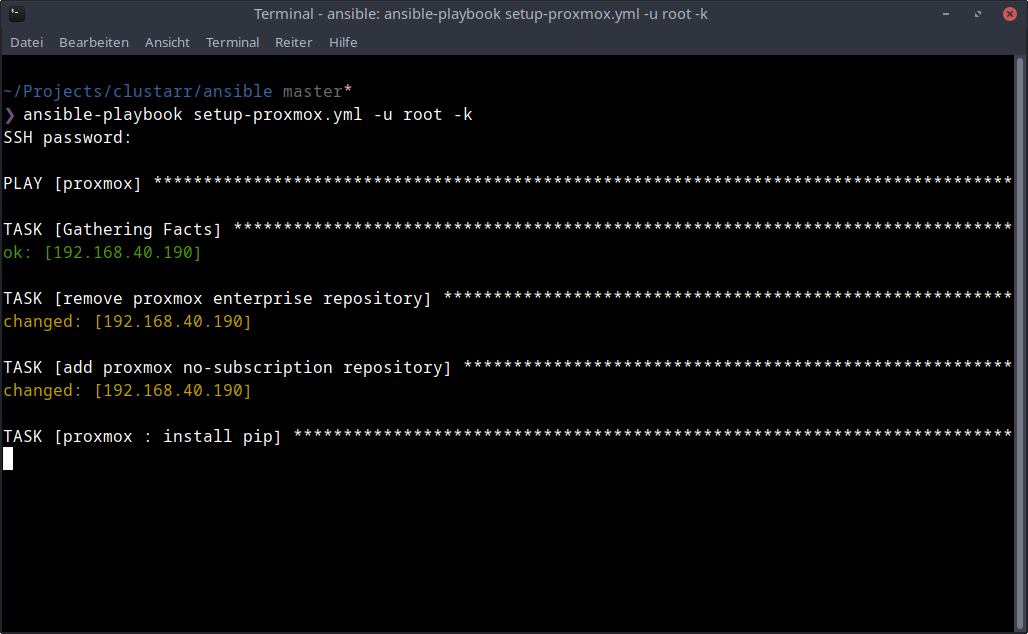 Terminal - ansible: ansible-playbook setup-proxmox.yml -u root -k
Datei Bearbeiten Ansicht Terminal Reiter Hilfe
~/Projects/clustarr/ansible master*
❯ ansible-playbook setup-proxmox.yml -u root -k
SSH password:
PLAY [proxmox] **************************************************************************************
TASK [Gathering Facts] ******************************************************************************
ok: [192.168.40.190]
TASK [remove proxmox enterprise repository] *********************************************************
changed: [192.168.40.190]
TASK [add proxmox no-subscription repository] *******************************************************
changed: [192.168.40.190]
TASK [proxmox : install pip] ************************************************************************